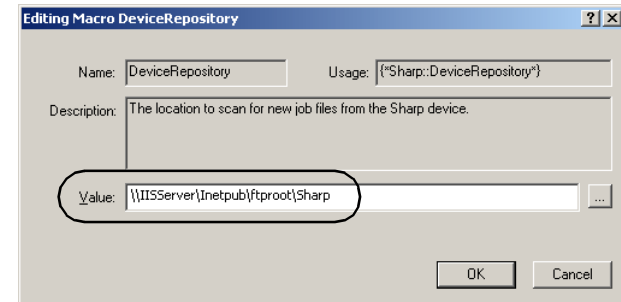 Editing Macro DeviceRepository
Name: DeviceRepository Usage: {*Sharp::DeviceRepository*}
Description: The location to scan for new job files from the Sharp device.
Value: \\IISServer\Inetpub\ftproot\Sharp ...
OK Cancel